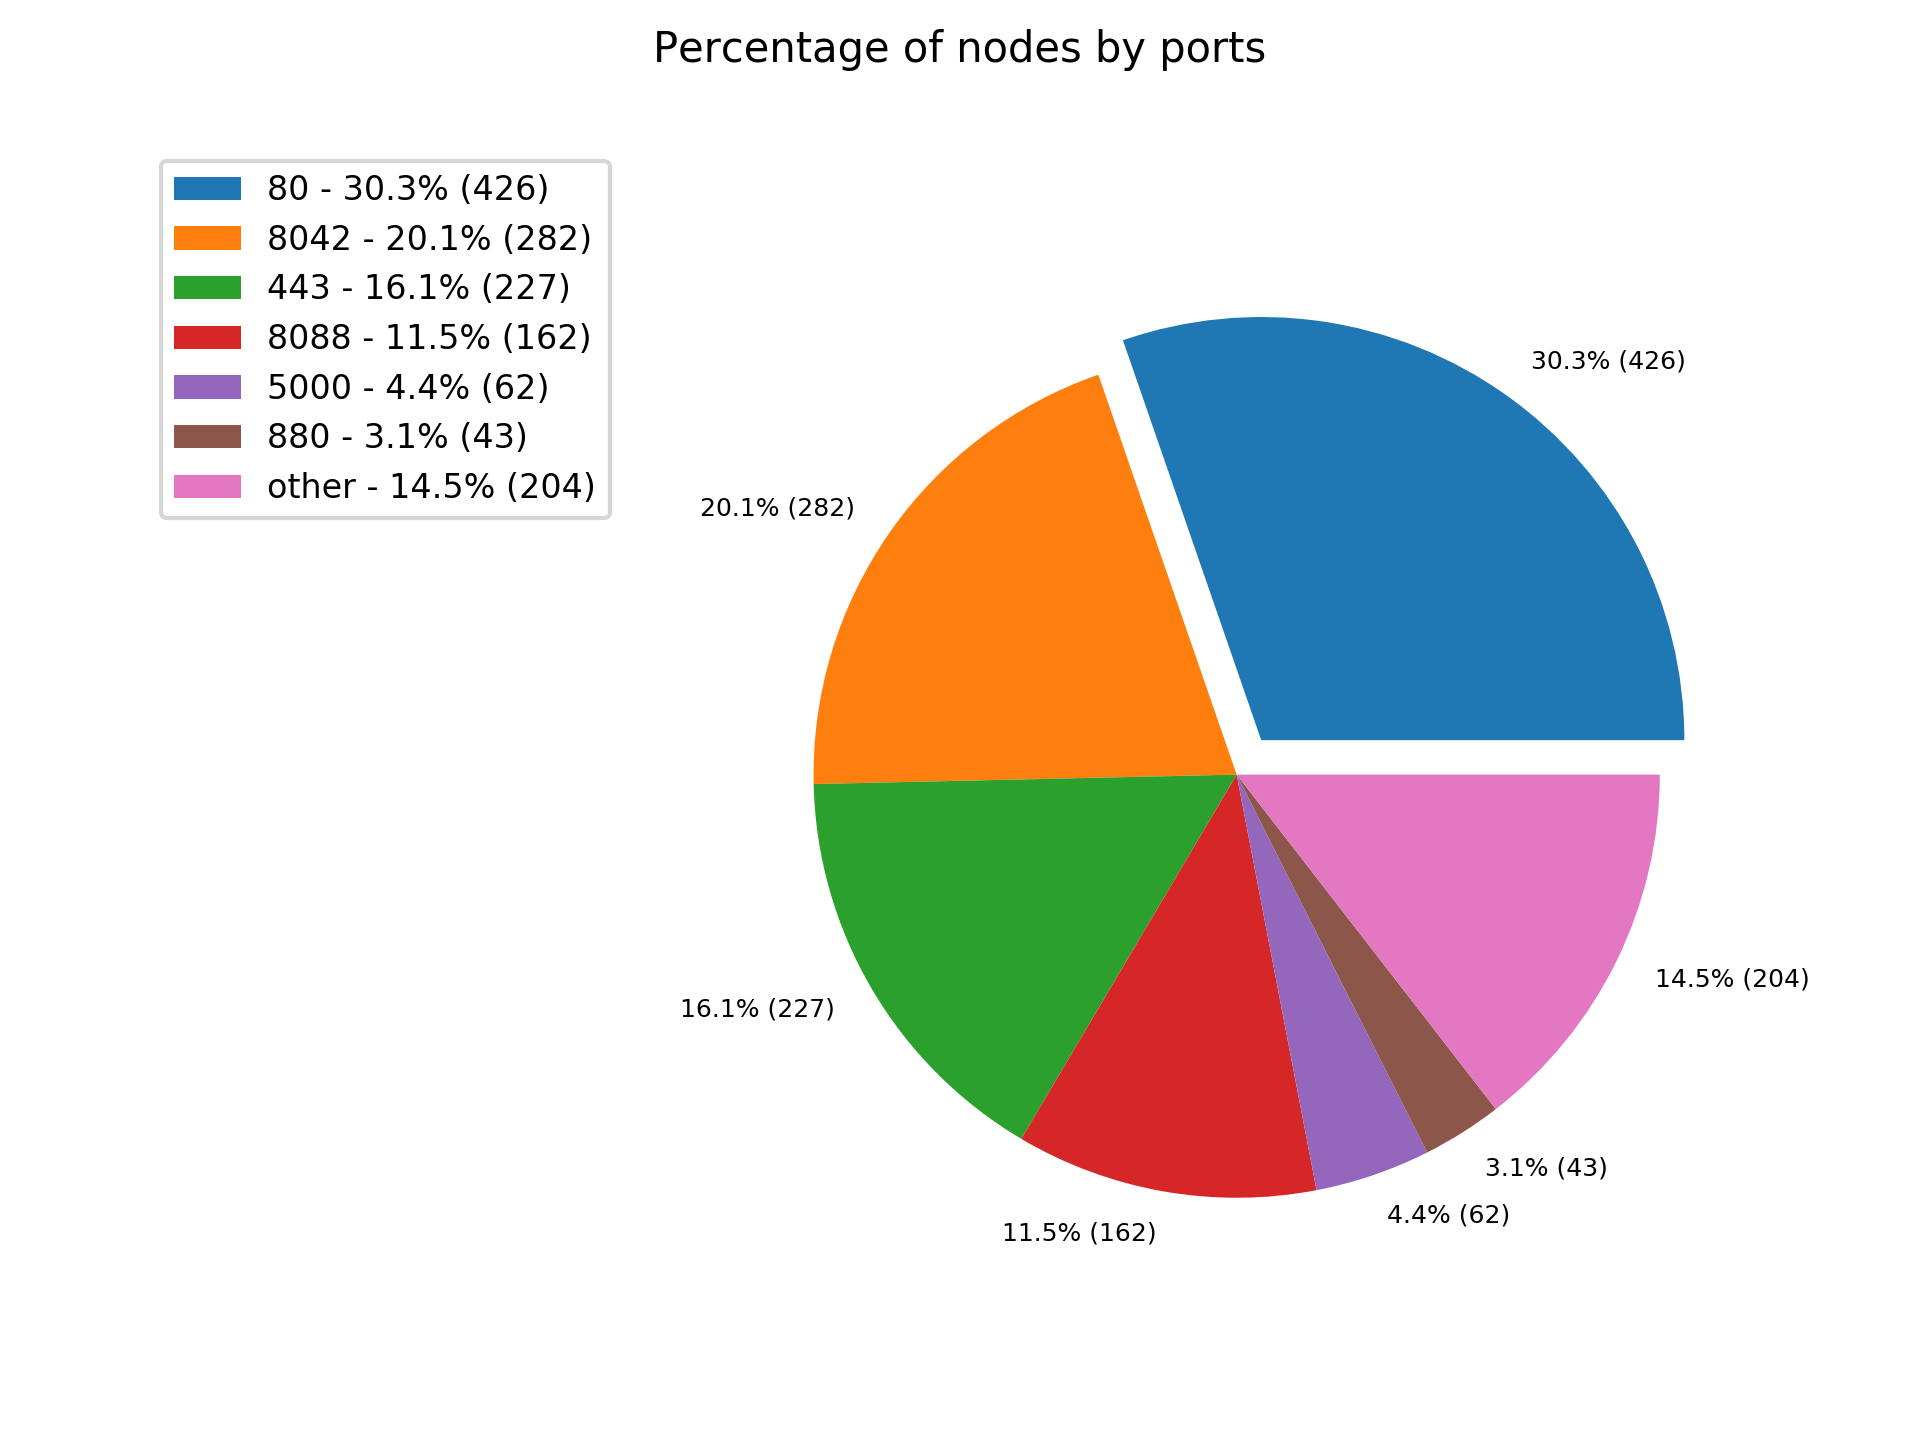 Percentage of nodes by ports
80 - 30.3% (426)
8042 - 20.1% (282)
443 - 16.1% (227)
8088 - 11.5% (162)
5000 - 4.4% (62)
880 - 3.1% (43)
other - 14.5% (204)
30.3% (426)
20.1% (282)
16.1% (227)
11.5% (162)
4.4% (62)
3.1% (43)
14.5% (204)